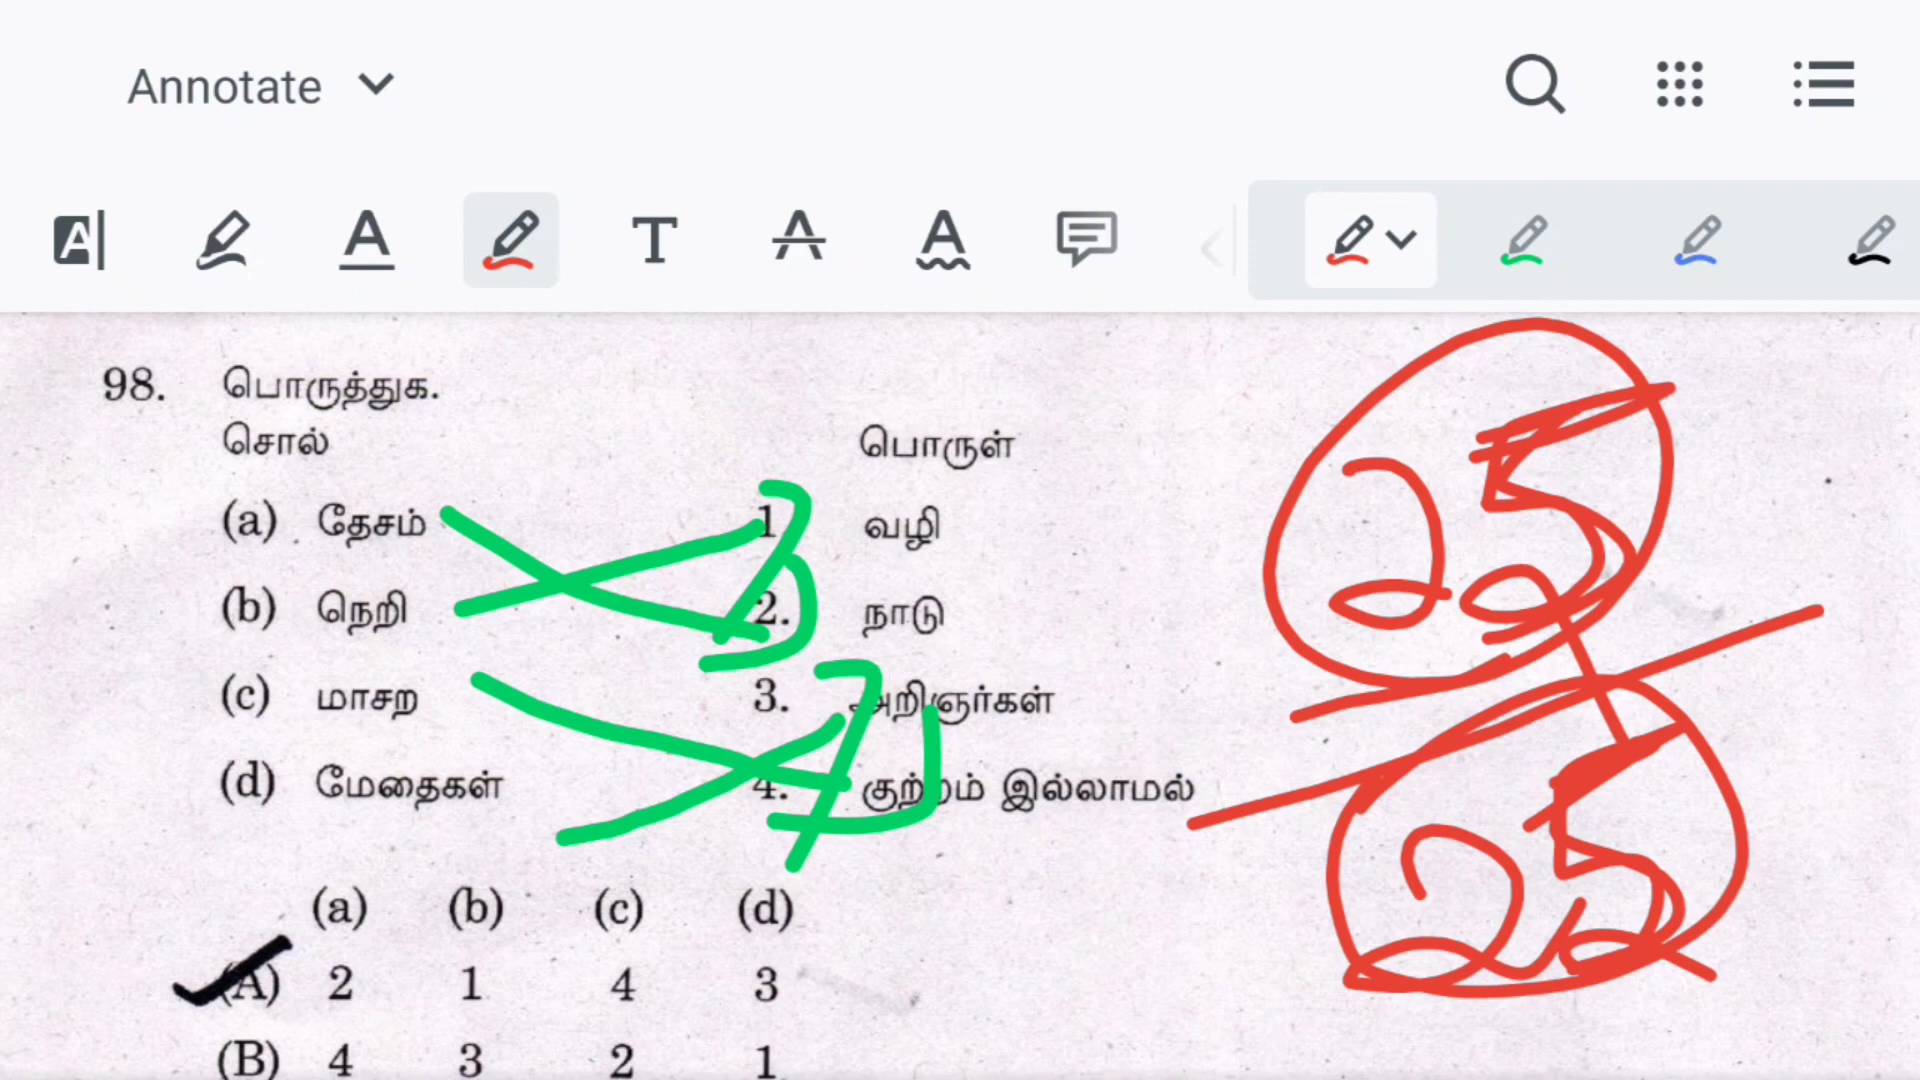 Annotate
98. பொருத்துக.
சொல் பொருள்
(a) தேசம் 1 வழி
(b) நெறி 2. நாடு
(c) மாசற 3. அறிஞர்கள்
(d) மேதைகள் 4. குற்றம் இல்லாமல்
25
25
(a) (b) (c) (d)
(A) 2 1 4 3
(B) 4 3 2 1